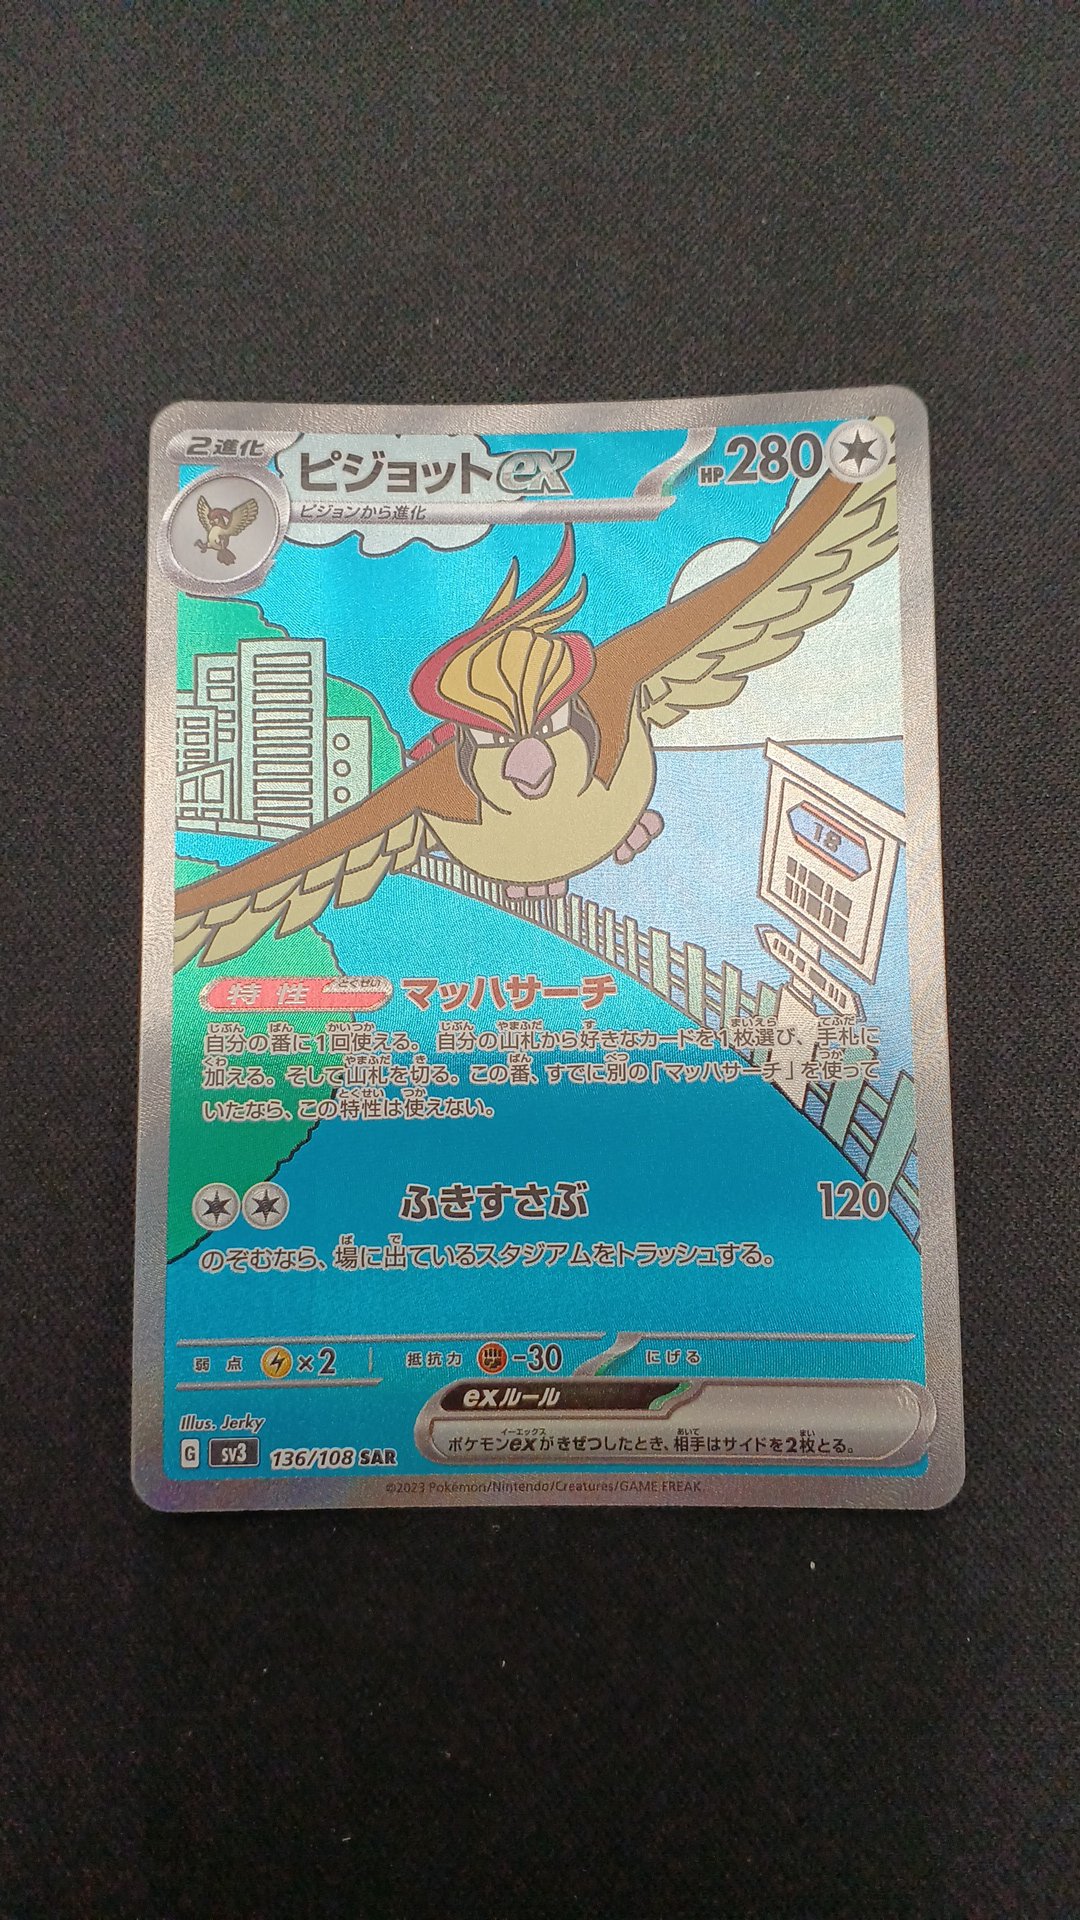 2進化
ピジョットex
HP 280
ピジョンから進化
18
特性 とくせい マッハサーチ
自分の番に1回使える。自分の山札から好きなカードを1枚選び、手札に
加える。そして山札を切る。この番、すでに別の「マッハサーチ」を使って
いたなら、この特性は使えない。
ふきすさぶ 120
のぞむなら、場に出ているスタジアムをトラッシュする。
弱点 ×2 抵抗力 -30 にげる
exルール
ポケモンexがきぜつしたとき、相手はサイドを2枚とる。
Illus. Jerky
G sv3 136/108 SAR
©2023 Pokémon/Nintendo/Creatures/GAME FREAK